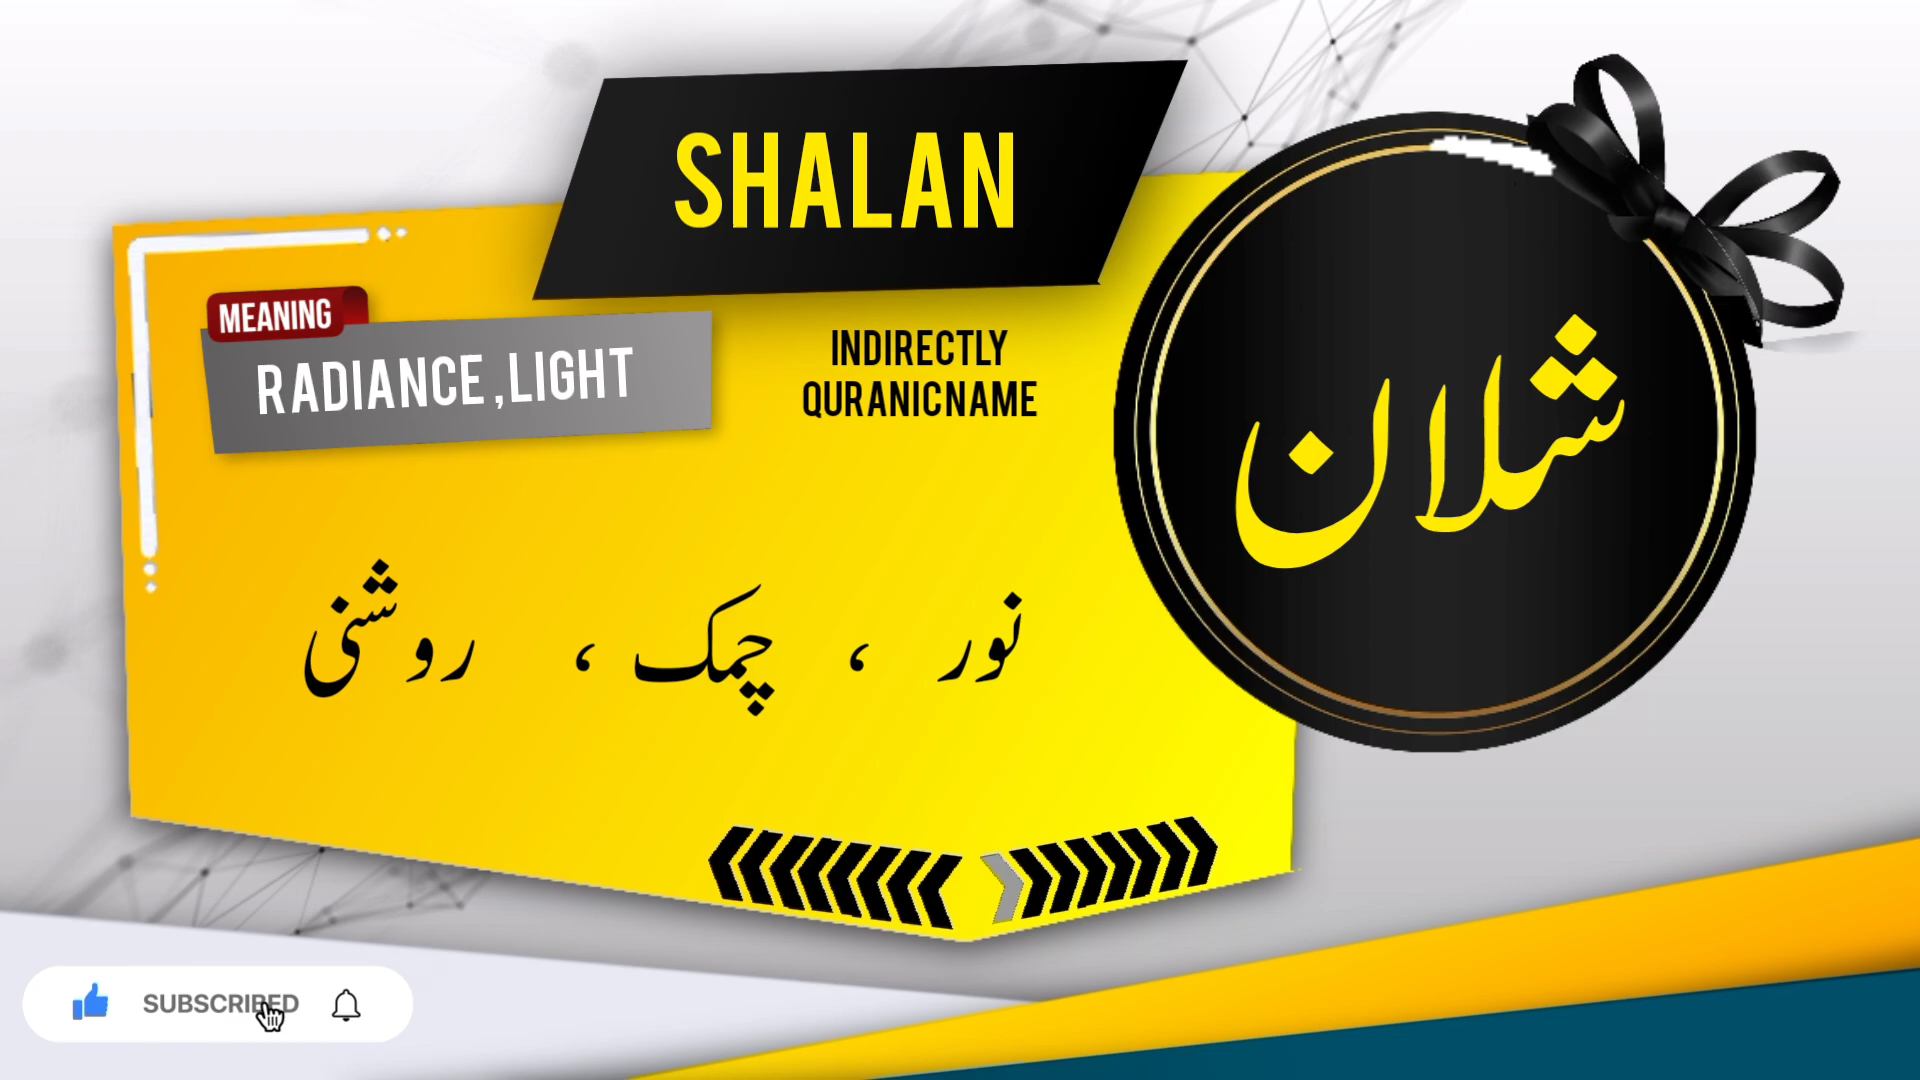 SHALAN
MEANING
RADIANCE ,LIGHT
INDIRECTLY
QURANICNAME
شلان
نور ، چمک ، روشنی
SUBSCRIBED